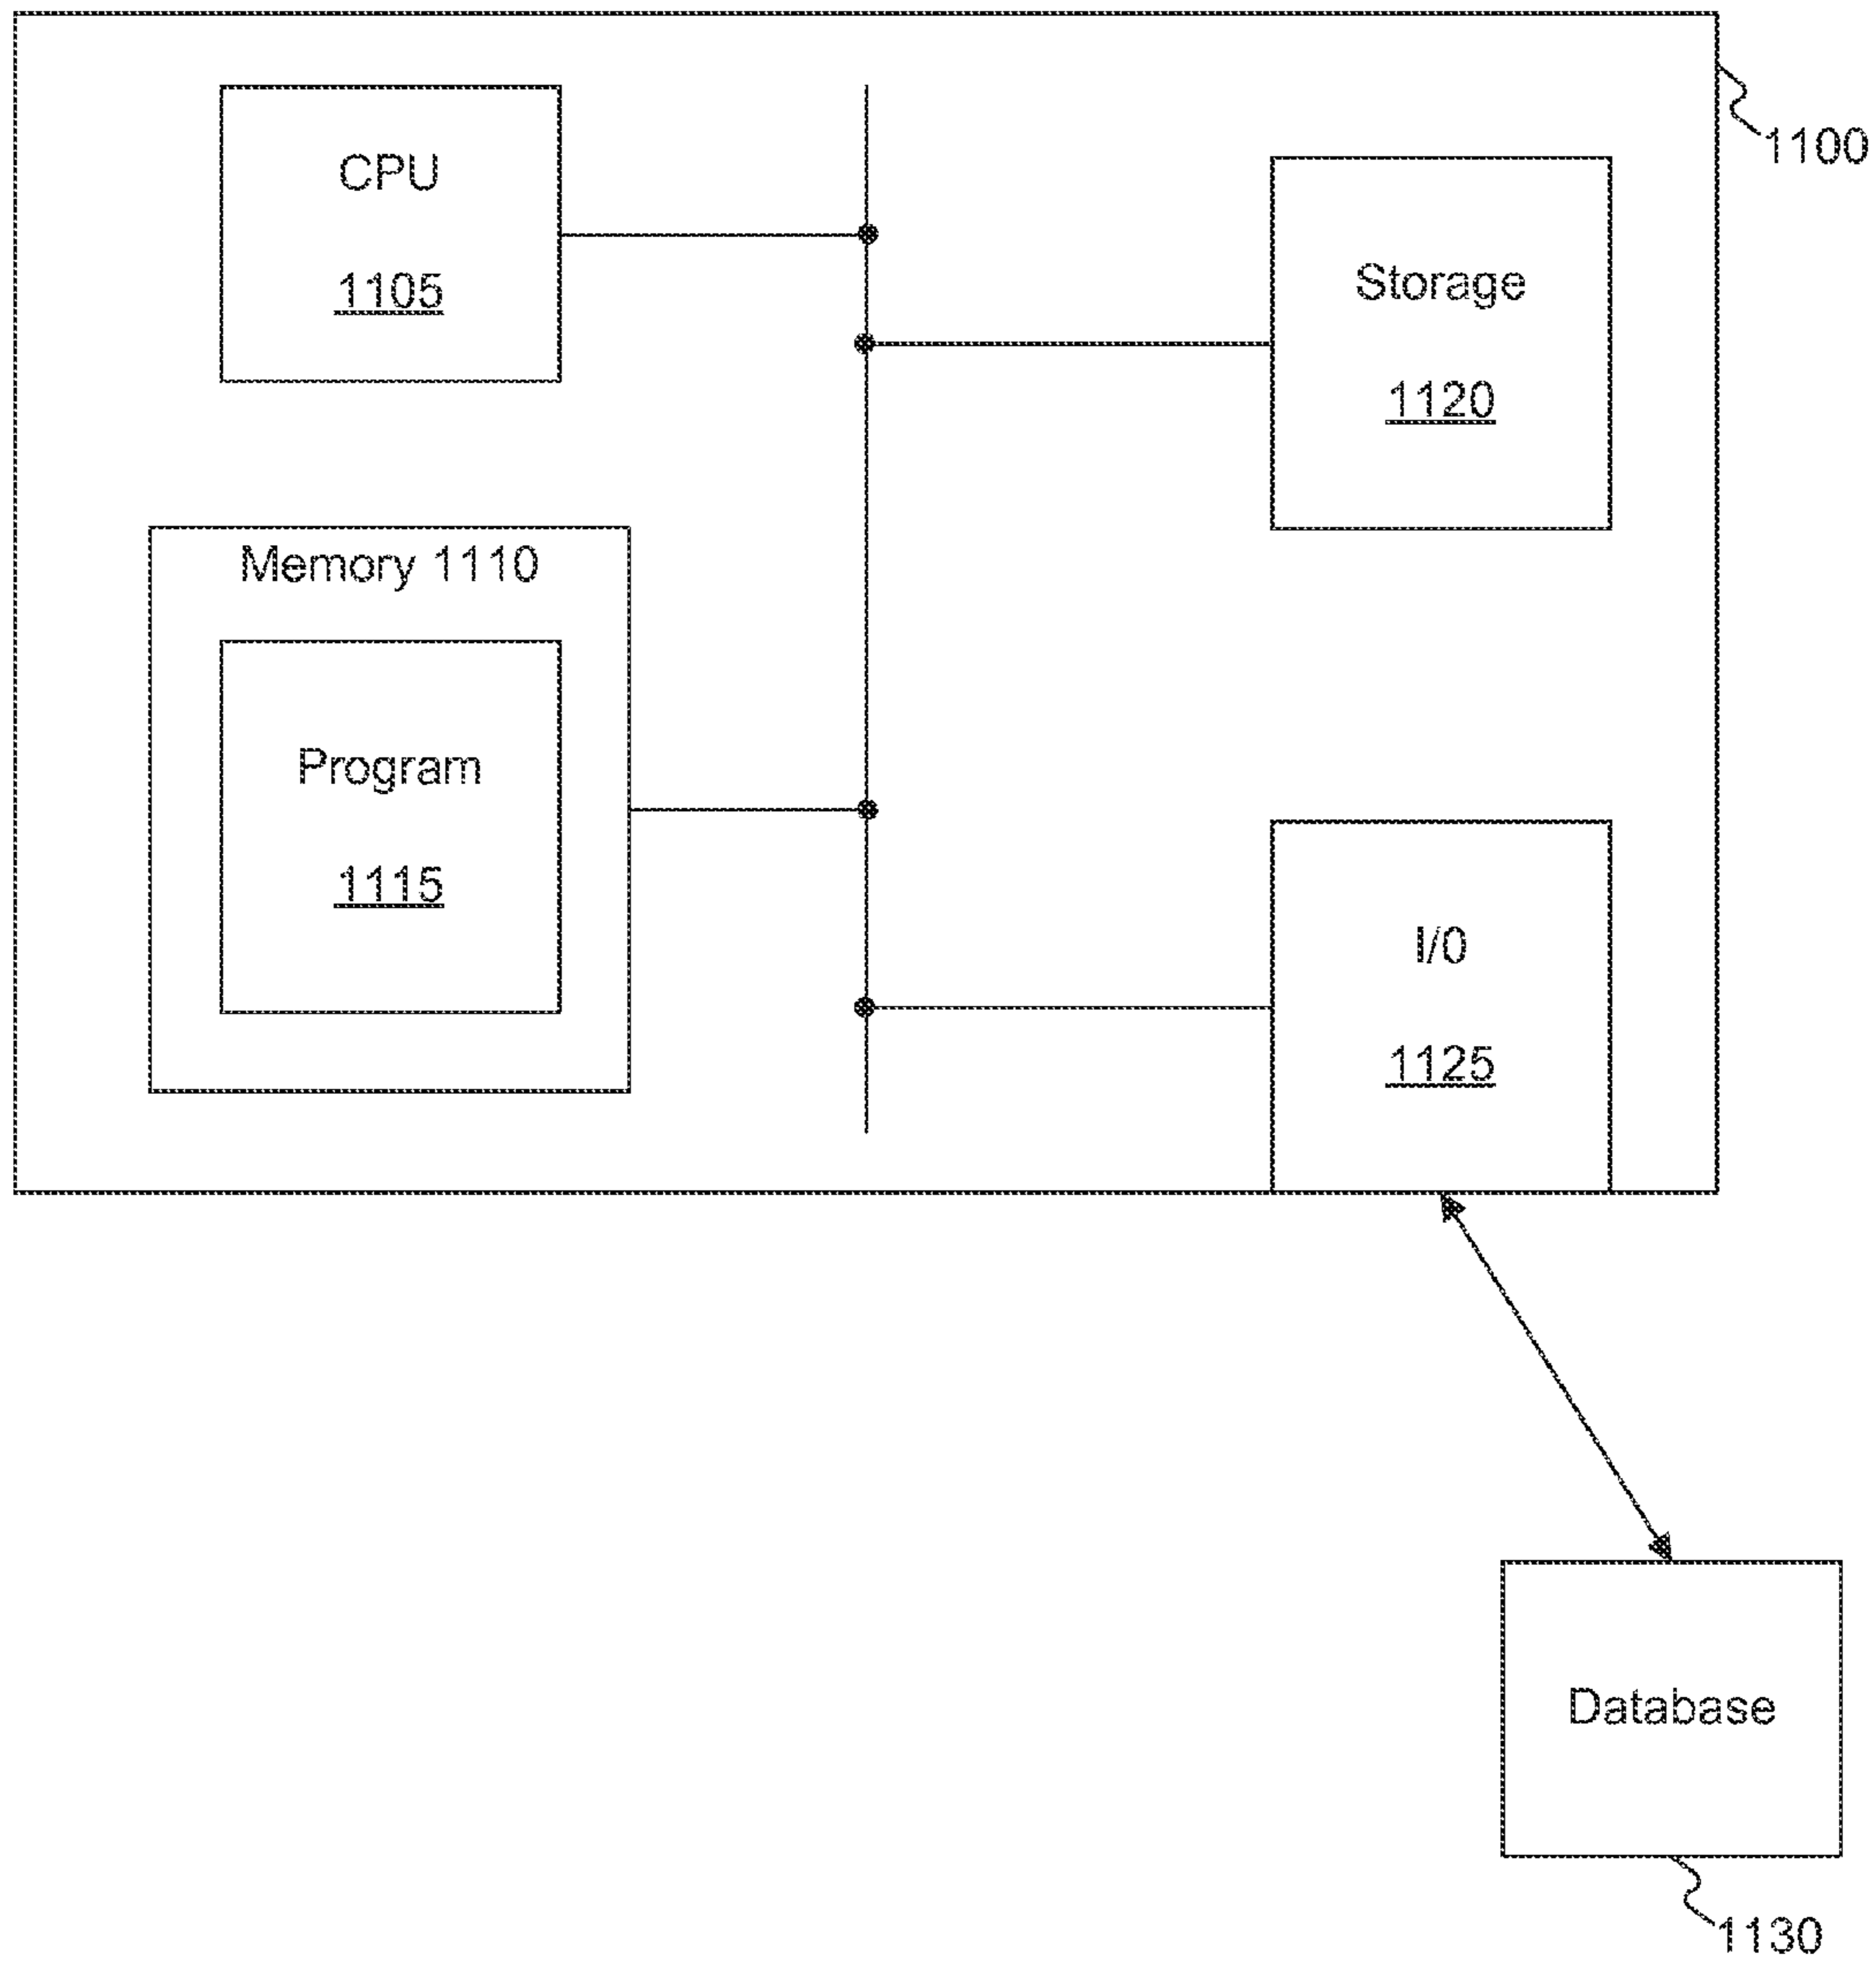 1100
CPU
1105
Storage
1120
Memory 1110
Program
1115
I/0
1125
Database
1130